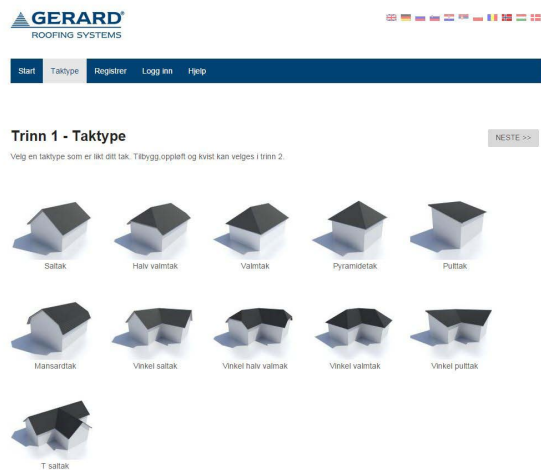 GERARD®
ROOFING SYSTEMS
Start Taktype Registrer Logg inn Hjelp
Trinn 1 - Taktype
NESTE >>
Velg en taktype som er likt ditt tak. Tilbygg,oppløft og kvist kan velges i trinn 2.
Saltak Halv valmtak Valmtak Pyramidetak Pulttak
Mansardtak Vinkel saltak Vinkel halv valmak Vinkel valmtak Vinkel pulttak
T saltak